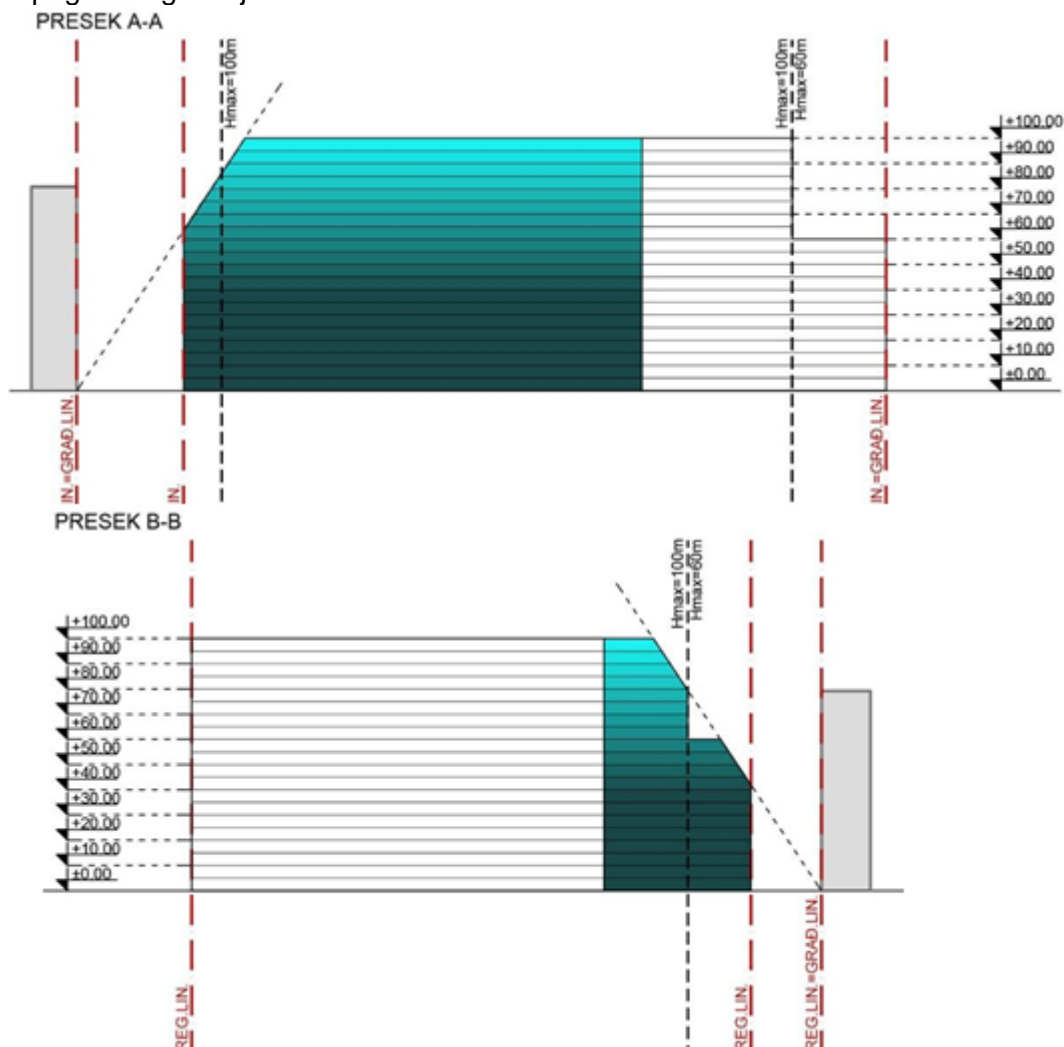 PRESEK A-A
Hmax=100m
Hmax=100m
Hmax=60m
+100.00
+90.00
+80.00
+70.00
+60.00
+50.00
+40.00
+30.00
+20.00
+10.00
±0.00
IN.=GRAĐ.LIN.
IN.
IN.=GRAĐ.LIN.
PRESEK B-B
Hmax=100m
Hmax=60m
+100.00
+90.00
+80.00
+70.00
+60.00
+50.00
+40.00
+30.00
+20.00
+10.00
±0.00
REG.LIN.
REG.LIN.
REG.LIN.=GRAĐ.LIN.